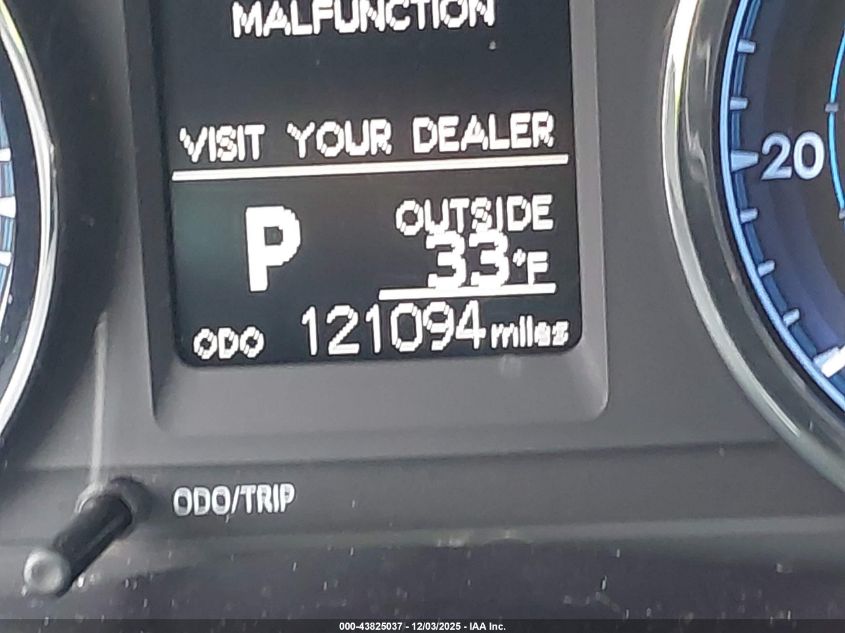 MALFUNCTION
VISIT YOUR DEALER
P
OUTSIDE
33°F
ODO 121094 miles
20
ODO/TRIP
000-43825037 - 12/03/2025 - IAA Inc.